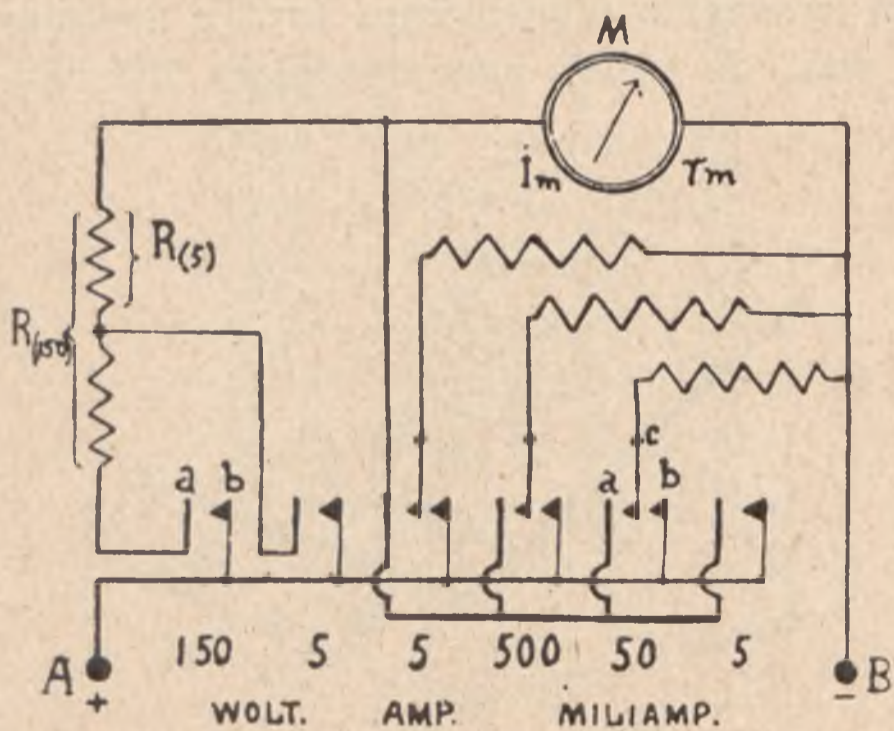 M
im rm
R(5)
R(150)
c
a b
a b
A 150 5 5 500 50 5 B
+ −
WOLT. AMP. MILIAMP.